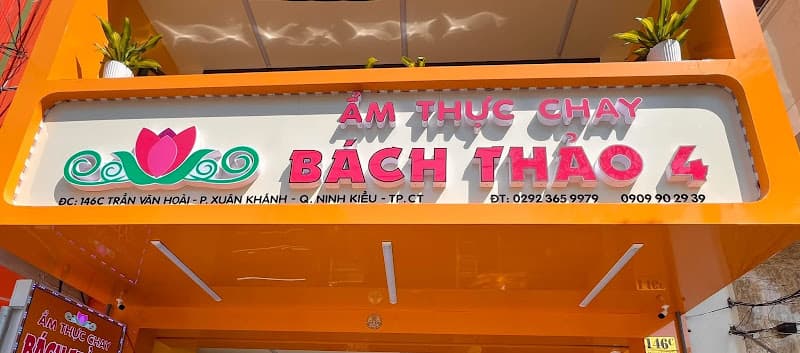 ẨM THỰC CHAY
BÁCH THẢO 4
ĐC: 146C TRẦN VĂN HOÀI - P. XUÂN KHÁNH - Q. NINH KIỀU - TP.CT ĐT: 0292 365 9979 0909 90 29 39
ẨM THỰC CHAY
BÁCH
146C